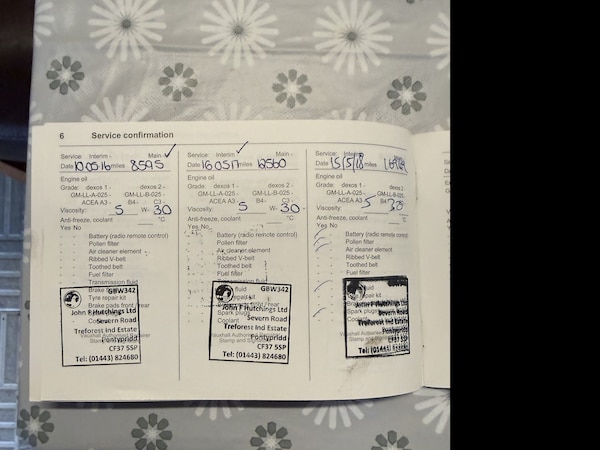 6 Service confirmation
Service: Interim - Main - ✓
Date 10.05.16 miles 8595
Engine oil
Grade: dexos 1 - dexos 2 -
GM-LL-A-025 - GM-LL-B-025 -
ACEA A3 - B4- C3 -
Viscosity: 5 W- 30
Anti-freeze, coolant °C
Yes No
Battery (radio remote control)
Pollen filter
Air cleaner element
Ribbed V-belt
Toothed belt
Fuel filter
Transmission fluid
Tyre repair kit
Brake pads front / rear
GBW342
John F Hutchings Ltd
Severn Road
Treforest Ind Estate
Pontypridd
CF37 5SP
Tel: (01443) 824680
Service: Interim - ✓ Main -
Date 16 05 17 miles 12560
Engine oil
Grade: dexos 1 - dexos 2 -
GM-LL-A-025 - GM-LL-B-025 -
ACEA A3 - B4- C3 -
Viscosity: 5 W- 30
Anti-freeze, coolant °C
Yes No
Battery (radio remote control)
Pollen filter
Air cleaner element
Ribbed V-belt
Toothed belt
Fuel filter
Transmission fluid
GBW342
John F Hutchings Ltd
Severn Road
Treforest Ind Estate
Pontypridd
CF37 5SP
Tel: (01443) 824680
Service: Interim - Main -
Date 15/5/18 miles
Engine oil
Grade: dexos 1 - dexos 2 -
GM-LL-A-025 - GM-LL-B-025 -
ACEA A3 - 5 B4- 30
Viscosity: W-
Anti-freeze, coolant °C
Yes No
Battery (radio remote control)
Pollen filter
Air cleaner element
Ribbed V-belt
Toothed belt
Fuel filter
GBW342
John F Hutchings Ltd
Severn Road
Treforest Ind Estate
Pontypridd
CF37 5SP
Tel: (01443) 824680